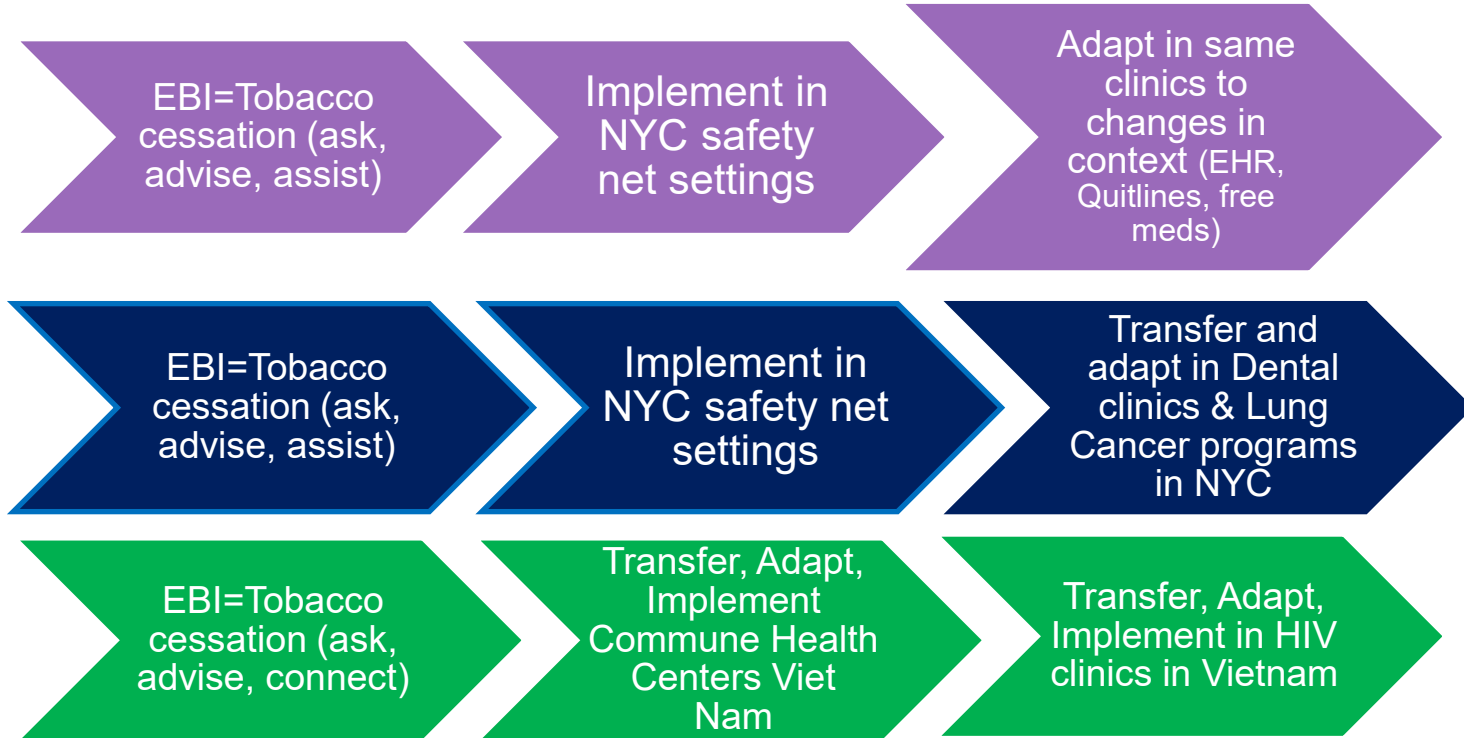 EBI=Tobacco
cessation (ask,
advise, assist)
Implement in
NYC safety
net settings
Adapt in same
clinics to
changes in
context (EHR,
Quitlines, free
meds)
EBI=Tobacco
cessation (ask,
advise, assist)
Implement in
NYC safety net
settings
Transfer and
adapt in Dental
clinics & Lung
Cancer programs
in NYC
EBI=Tobacco
cessation (ask,
advise, connect)
Transfer, Adapt,
Implement
Commune Health
Centers Viet
Nam
Transfer, Adapt,
Implement in HIV
clinics in Vietnam